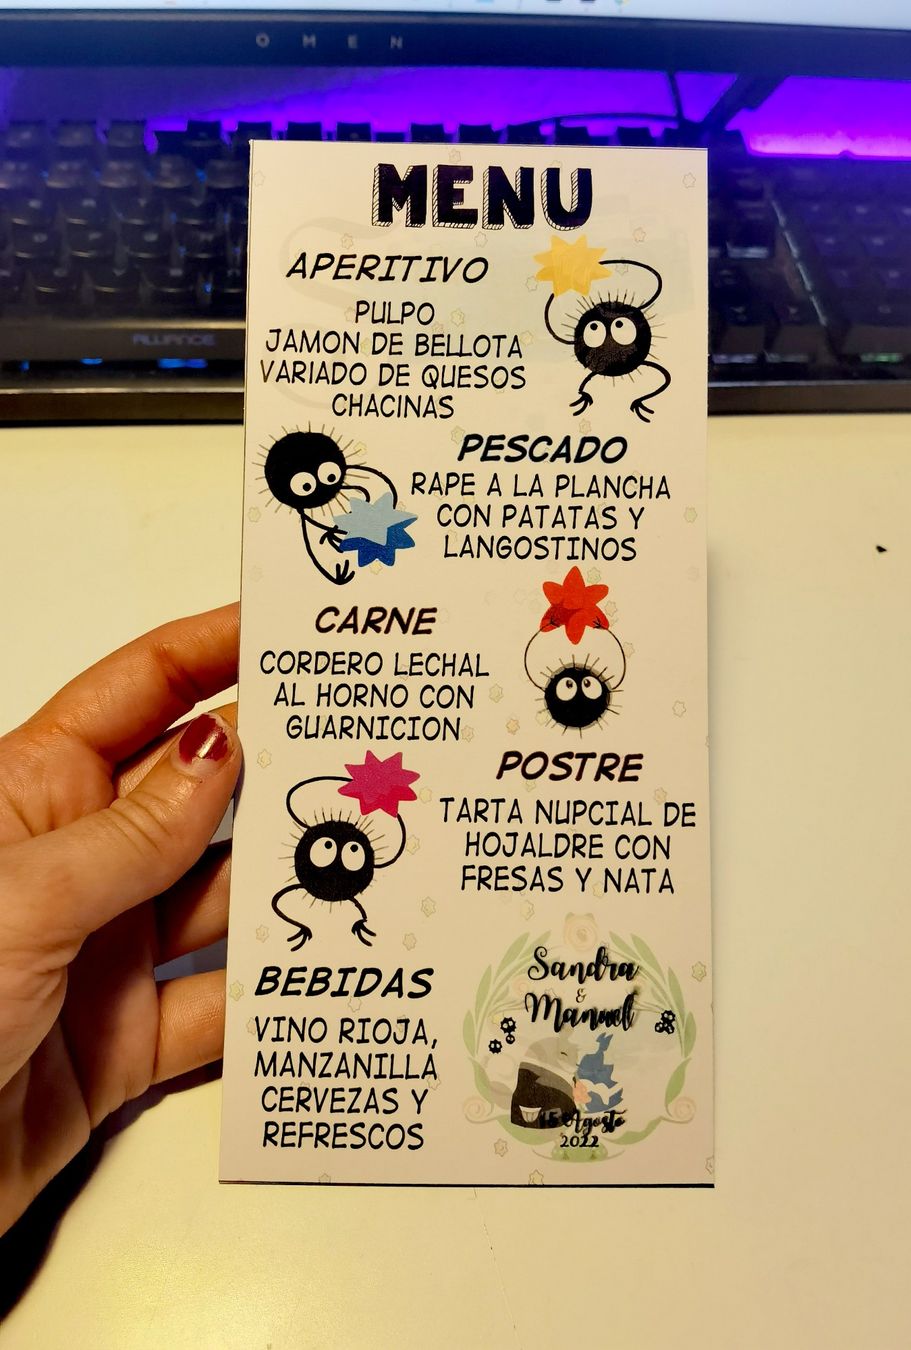 OMEN
ALLIANCE
MENU
APERITIVO
PULPO
JAMON DE BELLOTA
VARIADO DE QUESOS
CHACINAS
PESCADO
RAPE A LA PLANCHA
CON PATATAS Y
LANGOSTINOS
CARNE
CORDERO LECHAL
AL HORNO CON
GUARNICION
POSTRE
TARTA NUPCIAL DE
HOJALDRE CON
FRESAS Y NATA
BEBIDAS
VINO RIOJA,
MANZANILLA
CERVEZAS Y
REFRESCOS
Sandra
&
Manuel
15 Agosto
2022